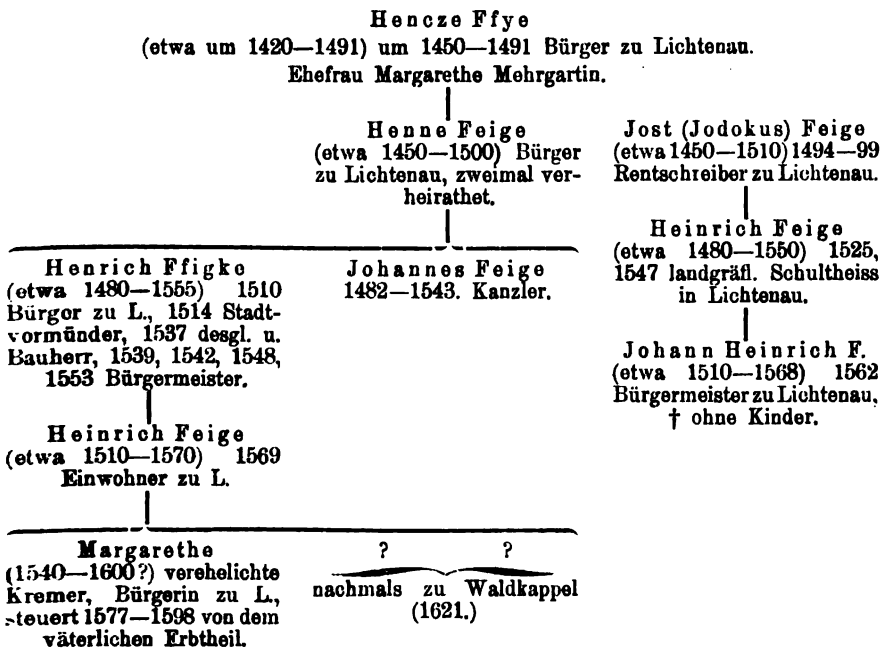 Hencze Ffye
(etwa um 1420—1491) um 1450—1491 Bürger zu Lichtenau.
Ehefrau Margarethe Mehrgartin.
Henne Feige
(etwa 1450—1500) Bürger
zu Lichtenau, zweimal ver-
heirathet.
Jost (Jodokus) Feige
(etwa 1450—1510) 1494—99
Rentschreiber zu Lichtenau.
Heinrich Feige
(etwa 1480—1550) 1525,
1547 landgräfl. Schultheiss
in Lichtenau.
Johann Heinrich F.
(etwa 1510—1568) 1562
Bürgermeister zu Lichtenau,
† ohne Kinder.
Henrich Ffigke
(etwa 1480—1555) 1510
Bürger zu L., 1514 Stadt-
vormünder, 1537 desgl. u.
Bauherr, 1539, 1542, 1548,
1553 Bürgermeister.
Johannes Feige
1482—1543. Kanzler.
Heinrich Feige
(etwa 1510—1570) 1569
Einwohner zu L.
Margarethe
(1540—1600?) verehelichte
Kremer, Bürgerin zu L.,
steuert 1577—1598 von dem
väterlichen Erbtheil.
? ?
nachmals zu Waldkappel
(1621.)